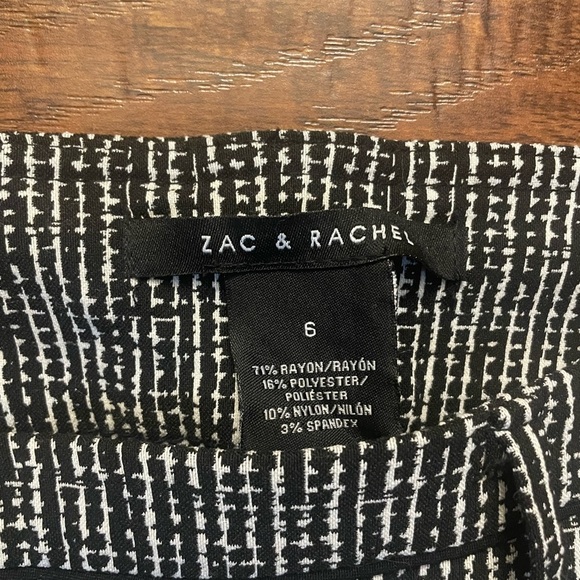 ZAC & RACHEL
6
71% RAYON/RAYÓN
16% POLYESTER/
POLIÉSTER
10% NYLON/NILÓN
3% SPANDEX